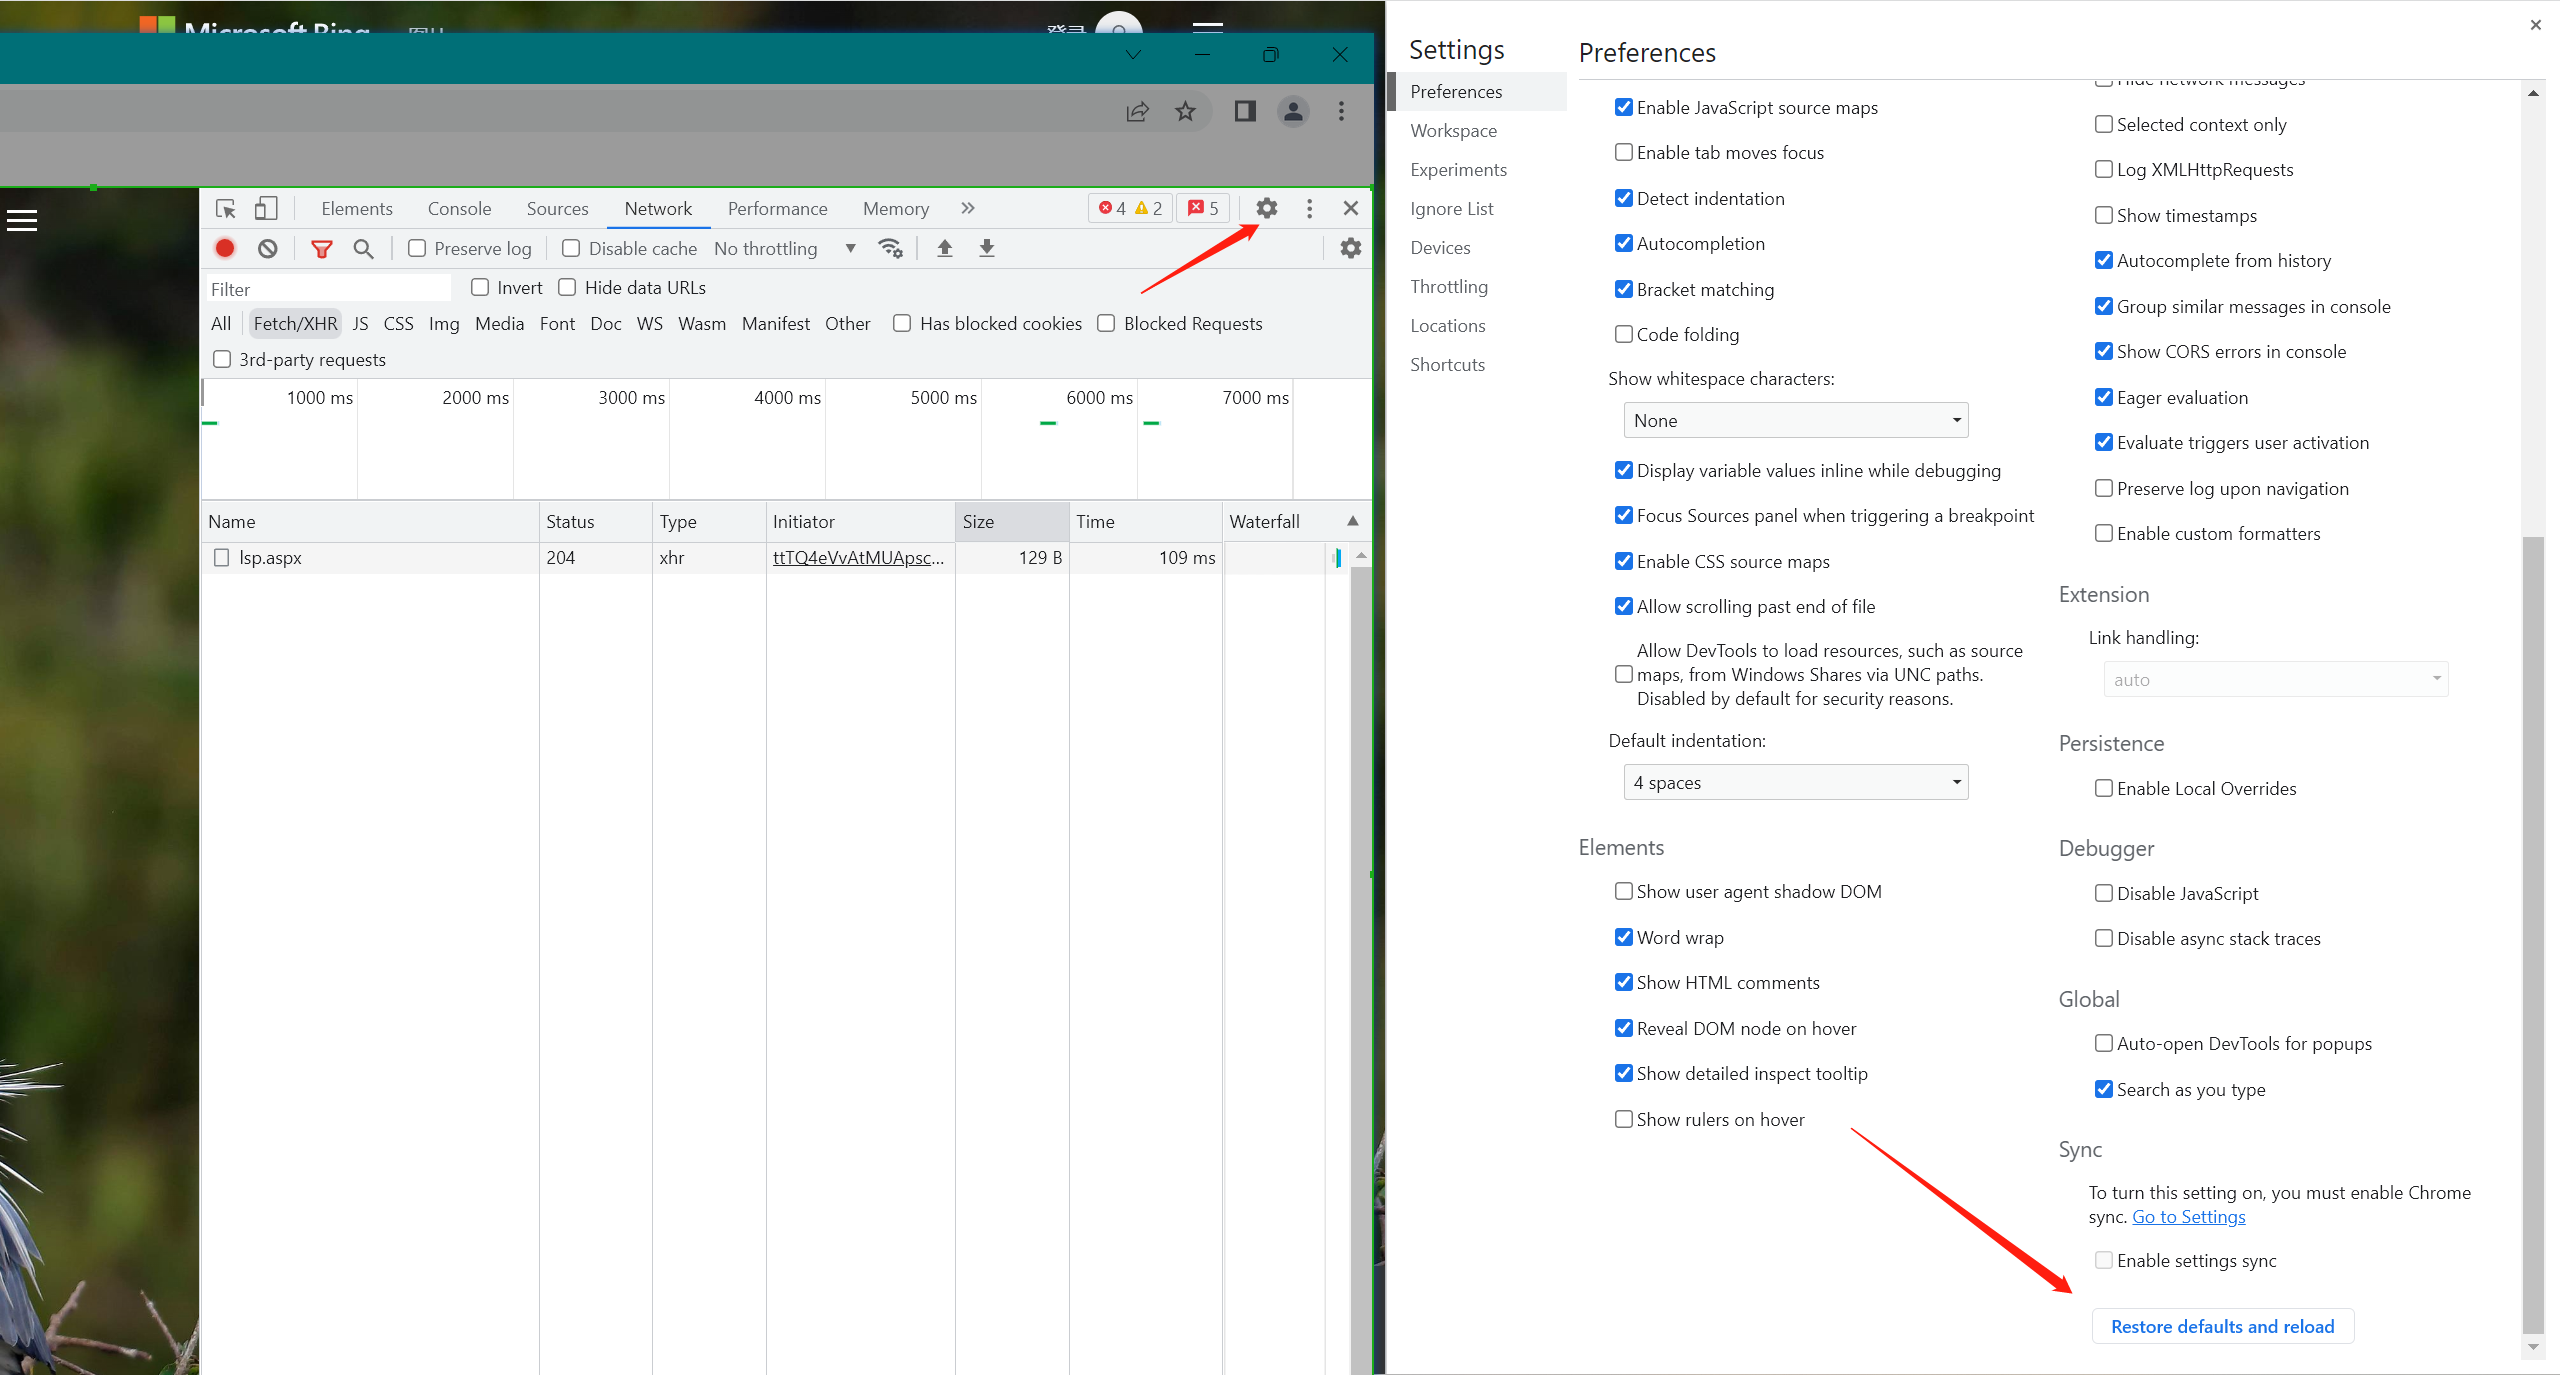 Microsoft Bing
图片
登录
Elements
Console
Sources
Network
Performance
Memory
4
2
5
Preserve log
Disable cache
No throttling
Filter
Invert
Hide data URLs
All
Fetch/XHR
JS
CSS
Img
Media
Font
Doc
WS
Wasm
Manifest
Other
Has blocked cookies
Blocked Requests
3rd-party requests
1000 ms
2000 ms
3000 ms
4000 ms
5000 ms
6000 ms
7000 ms
Name
Status
Type
Initiator
Size
Time
Waterfall
lsp.aspx
204
xhr
ttTQ4eVvAtMUApsc...
129 B
109 ms
Settings
Preferences
Workspace
Experiments
Ignore List
Devices
Throttling
Locations
Shortcuts
Preferences
Enable JavaScript source maps
Enable tab moves focus
Detect indentation
Autocompletion
Bracket matching
Code folding
Show whitespace characters:
None
Display variable values inline while debugging
Focus Sources panel when triggering a breakpoint
Enable CSS source maps
Allow scrolling past end of file
Allow DevTools to load resources, such as source
maps, from Windows Shares via UNC paths.
Disabled by default for security reasons.
Default indentation:
4 spaces
Elements
Show user agent shadow DOM
Word wrap
Show HTML comments
Reveal DOM node on hover
Show detailed inspect tooltip
Show rulers on hover
Hide network messages
Selected context only
Log XMLHttpRequests
Show timestamps
Autocomplete from history
Group similar messages in console
Show CORS errors in console
Eager evaluation
Evaluate triggers user activation
Preserve log upon navigation
Enable custom formatters
Extension
Link handling:
auto
Persistence
Enable Local Overrides
Debugger
Disable JavaScript
Disable async stack traces
Global
Auto-open DevTools for popups
Search as you type
Sync
To turn this setting on, you must enable Chrome
sync. Go to Settings
Enable settings sync
Restore defaults and reload